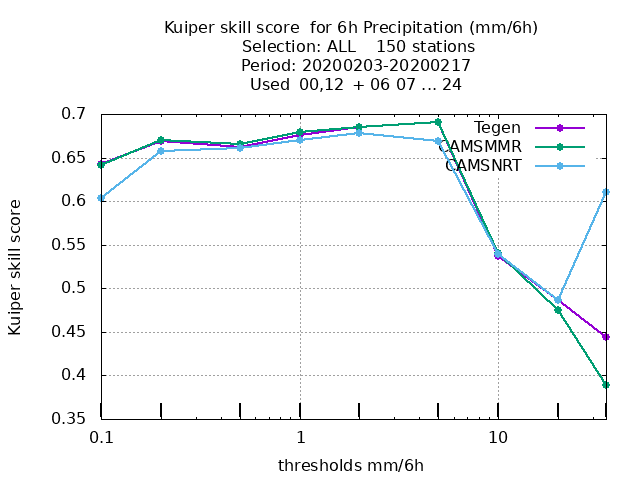 Kuiper skill score  for 6h Precipitation (mm/6h)
Selection: ALL    150 stations
Period: 20200203-20200217
Used  00,12  + 06 07 ... 24
Tegen
CAMSMMR
CAMSNRT
0.7
0.65
0.6
0.55
0.5
0.45
0.4
0.35
Kuiper skill score
0.1 1 10
thresholds mm/6h